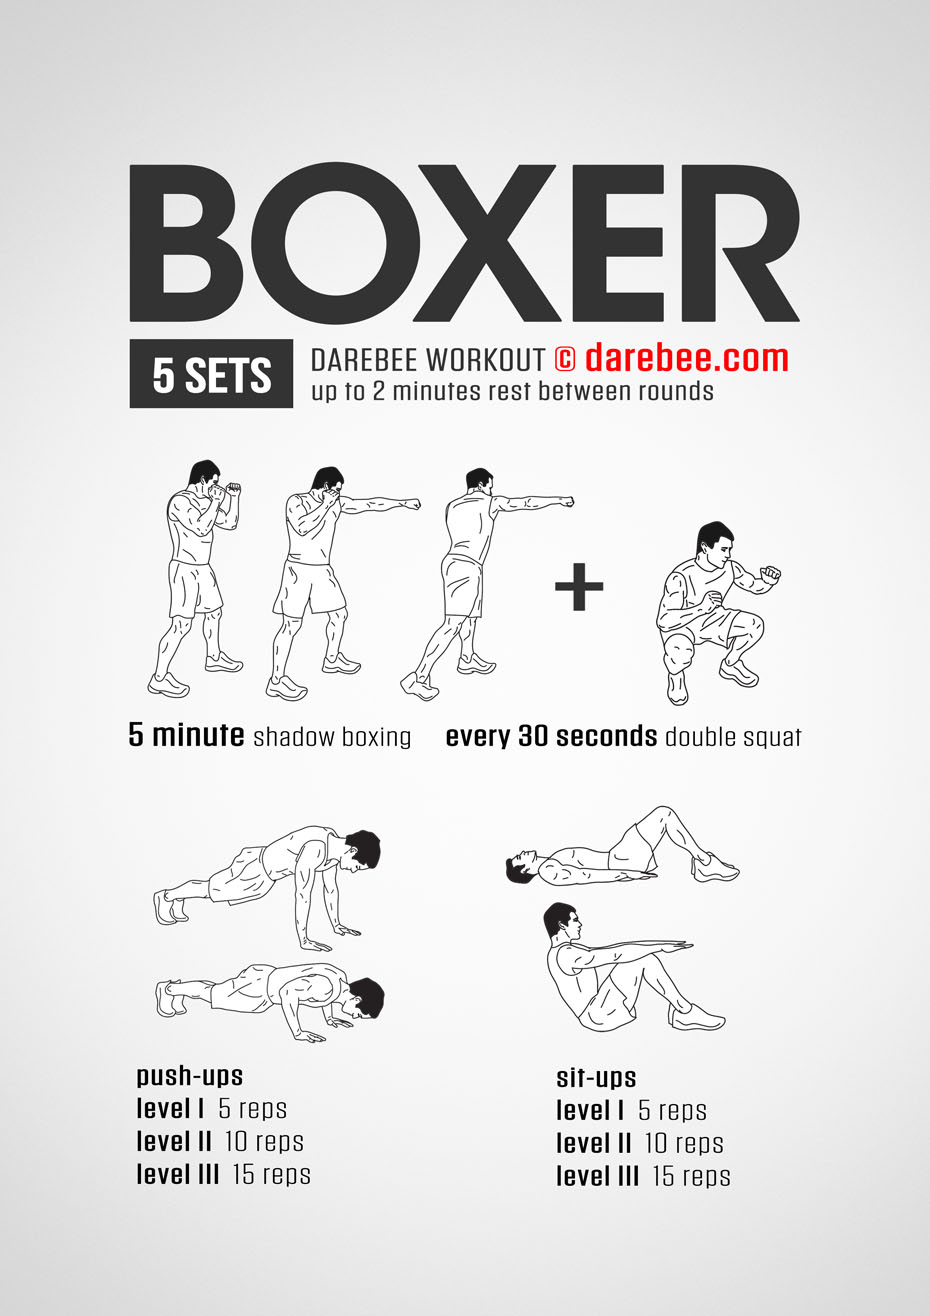 BOXER
5 SETS
DAREBEE WORKOUT © darebee.com
up to 2 minutes rest between rounds
+
5 minute shadow boxing
every 30 seconds double squat
push-ups
level I 5 reps
level II 10 reps
level III 15 reps
sit-ups
level I 5 reps
level II 10 reps
level III 15 reps